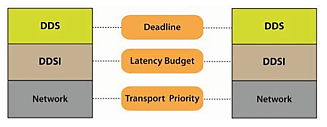 DDS
Deadline
DDS
DDSI
Latency Budget
DDSI
Network
Transport Priority
Network